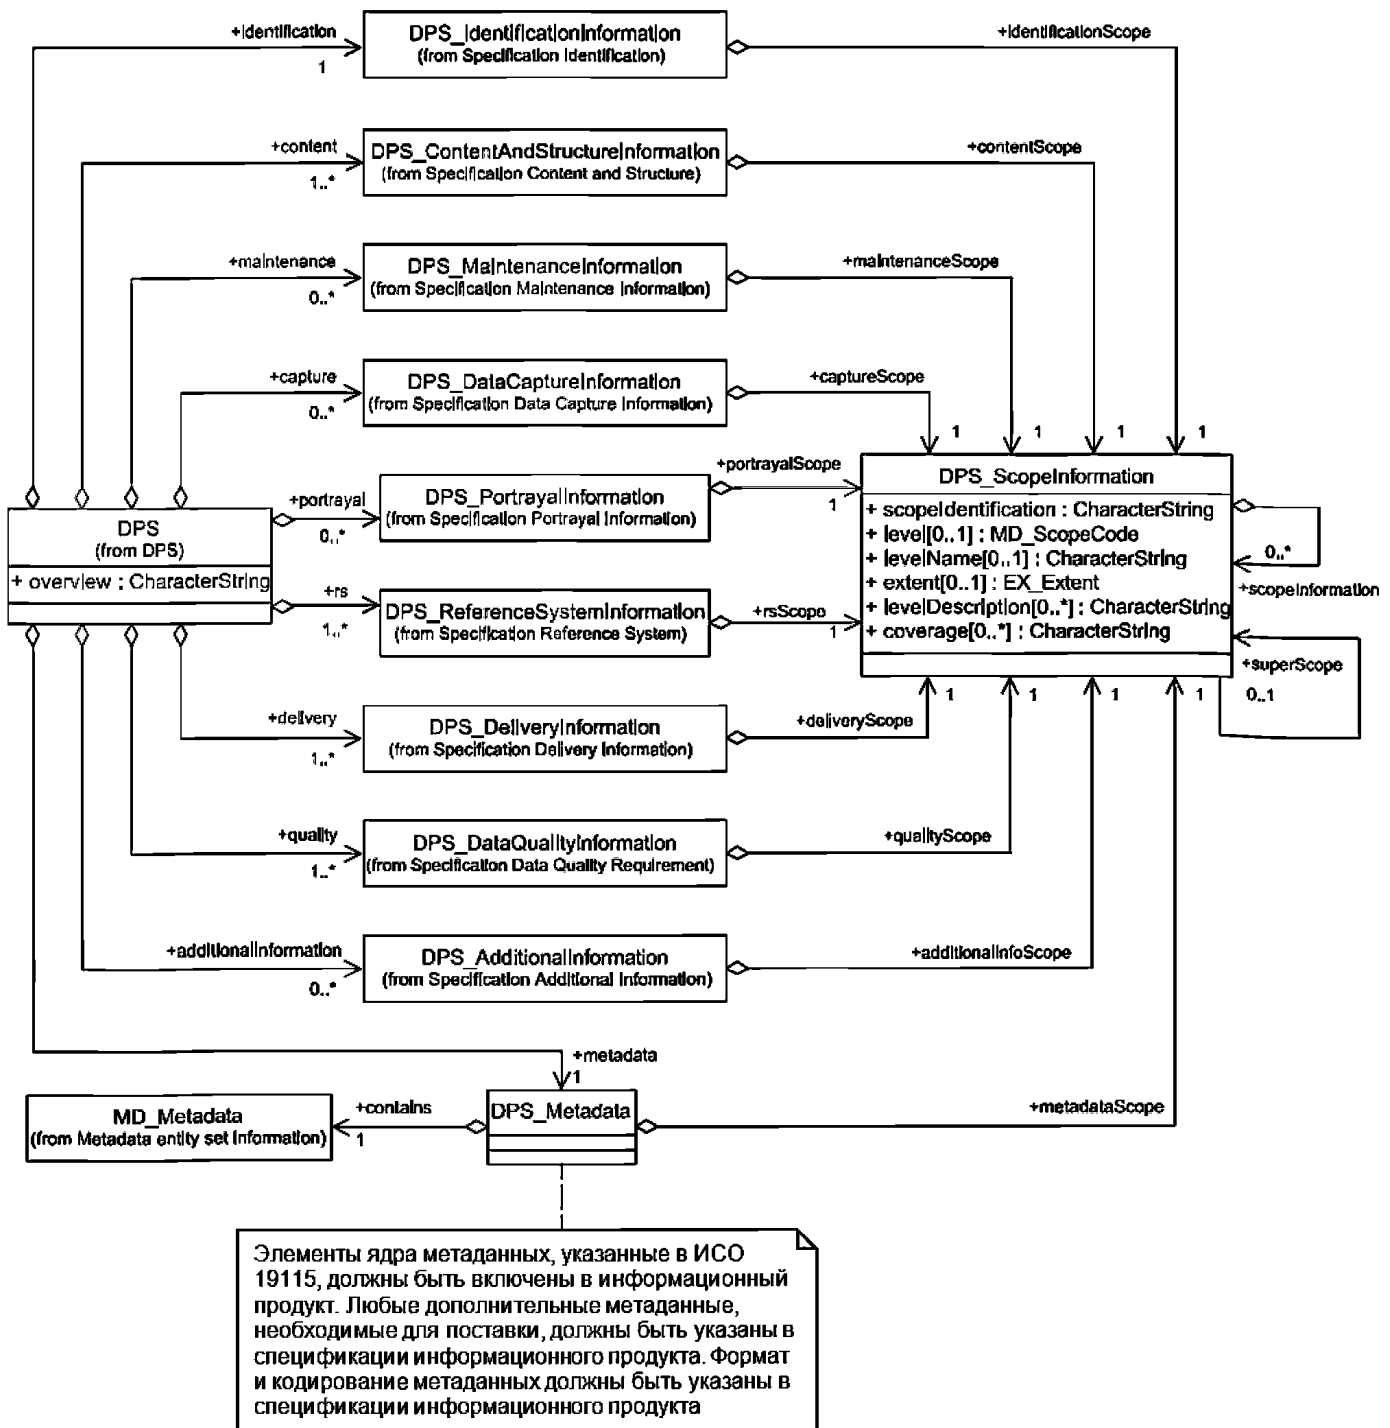 +identification
1
DPS_IdentificationInformation
(from Specification Identification)
+identificationScope
+content
1..*
DPS_ContentAndStructureInformation
(from Specification Content and Structure)
+contentScope
+maintenance
0..*
DPS_MaintenanceInformation
(from Specification Maintenance Information)
+maintenanceScope
+capture
0..*
DPS_DataCaptureInformation
(from Specification Data Capture Information)
+captureScope
1
1
1
1
+portrayal
0..*
DPS_PortrayalInformation
(from Specification Portrayal Information)
+portrayalScope
1
DPS
(from DPS)
+ overview : CharacterString
+rs
1..*
DPS_ReferenceSystemInformation
(from Specification Reference System)
+rsScope
1
DPS_ScopeInformation
+ scopeIdentification : CharacterString
+ level[0..1] : MD_ScopeCode
+ levelName[0..1] : CharacterString
+ extent[0..1] : EX_Extent
+ levelDescription[0..*] : CharacterString
+ coverage[0..*] : CharacterString
0..*
+scopeInformation
+superScope
0..1
1
1
1
1
+delivery
1..*
DPS_DeliveryInformation
(from Specification Delivery Information)
+deliveryScope
+quality
1..*
DPS_DataQualityInformation
(from Specification Data Quality Requirement)
+qualityScope
+additionalInformation
0..*
DPS_AdditionalInformation
(from Specification Additional Information)
+additionalInfoScope
+metadata
1
MD_Metadata
(from Metadata entity set Information)
+contains
1
DPS_Metadata
+metadataScope
Элементы ядра метаданных, указанные в ИСО
19115, должны быть включены в информационный
продукт. Любые дополнительные метаданные,
необходимые для поставки, должны быть указаны в
спецификации информационного продукта. Формат
и кодирование метаданных должны быть указаны в
спецификации информационного продукта